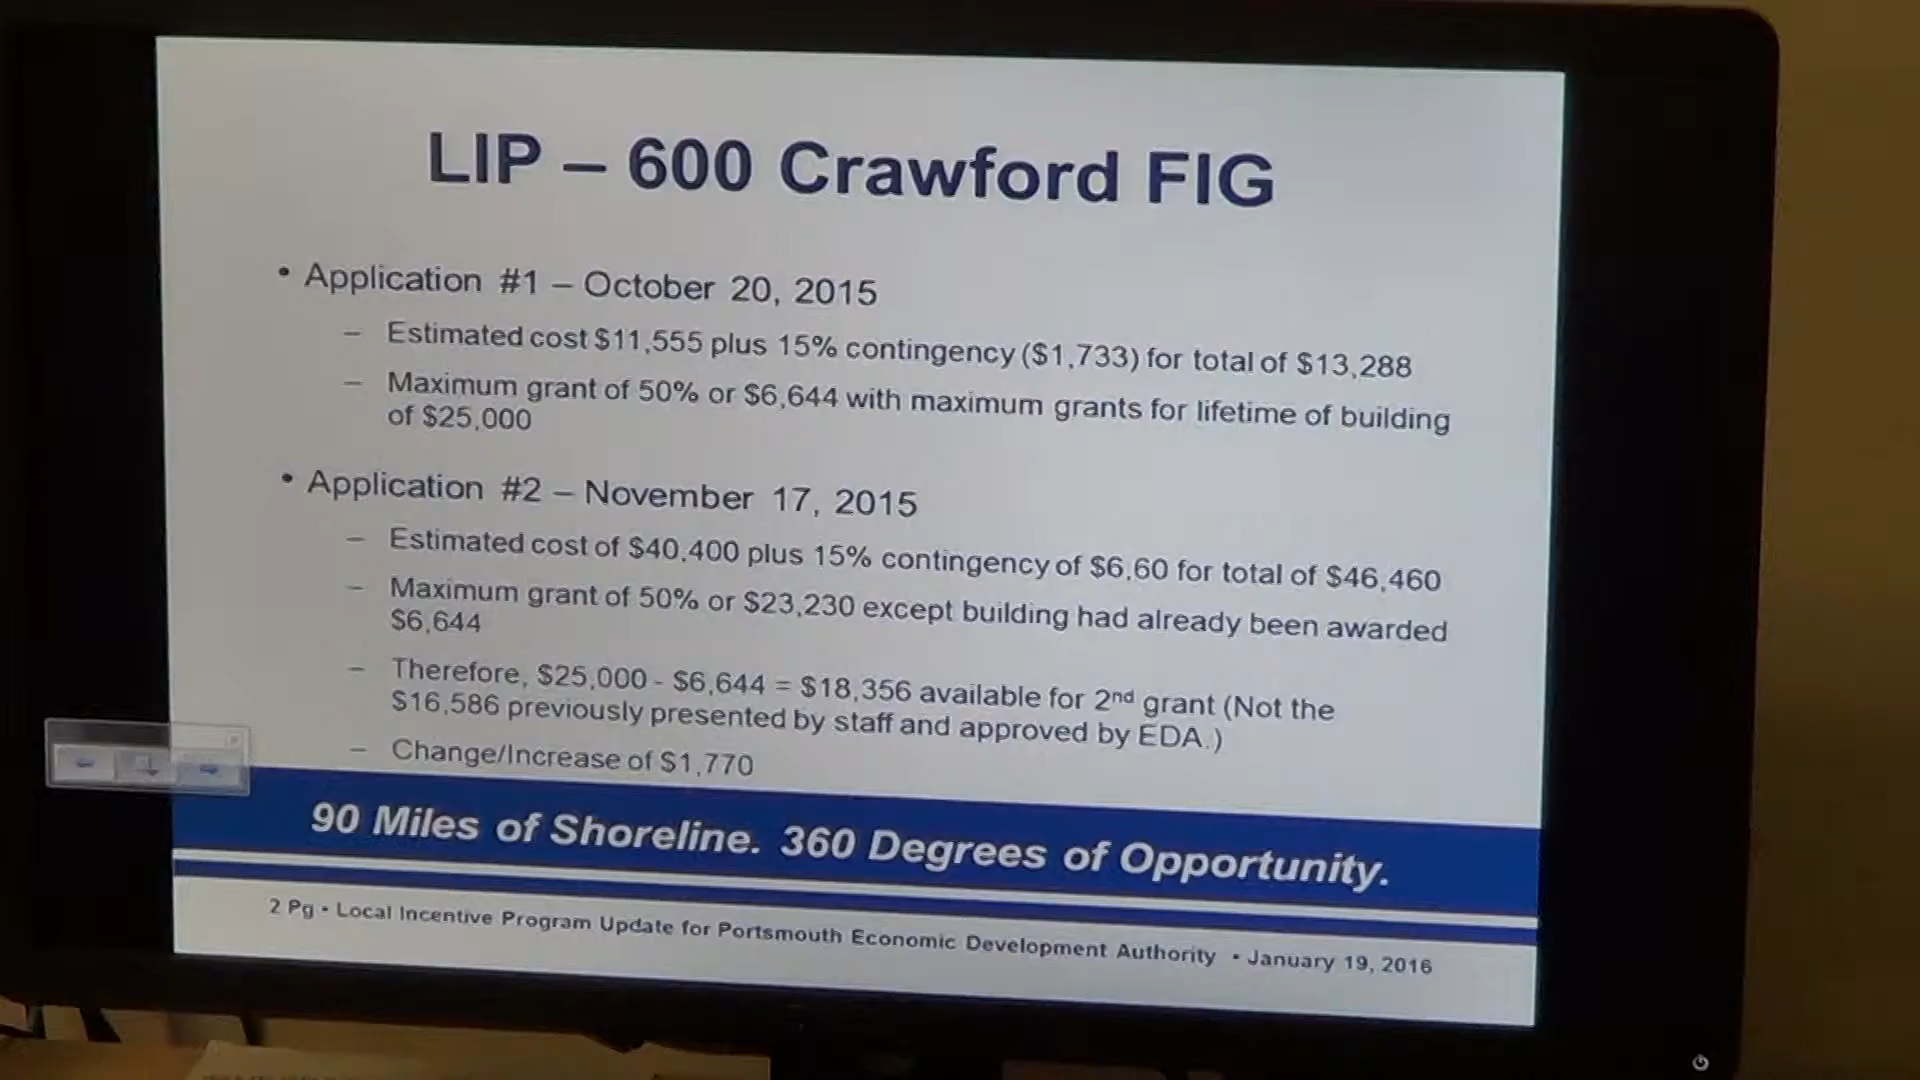 LIP – 600 Crawford FIG
• Application #1 – October 20, 2015
– Estimated cost $11,555 plus 15% contingency ($1,733) for total of $13,288
– Maximum grant of 50% or $6,644 with maximum grants for lifetime of building
of $25,000
• Application #2 – November 17, 2015
– Estimated cost of $40,400 plus 15% contingency of $6,60 for total of $46,460
– Maximum grant of 50% or $23,230 except building had already been awarded
$6,644
– Therefore, $25,000 - $6,644 = $18,356 available for 2nd grant (Not the
$16,586 previously presented by staff and approved by EDA.)
– Change/Increase of $1,770
90 Miles of Shoreline. 360 Degrees of Opportunity.
2 Pg • Local Incentive Program Update for Portsmouth Economic Development Authority • January 19, 2016